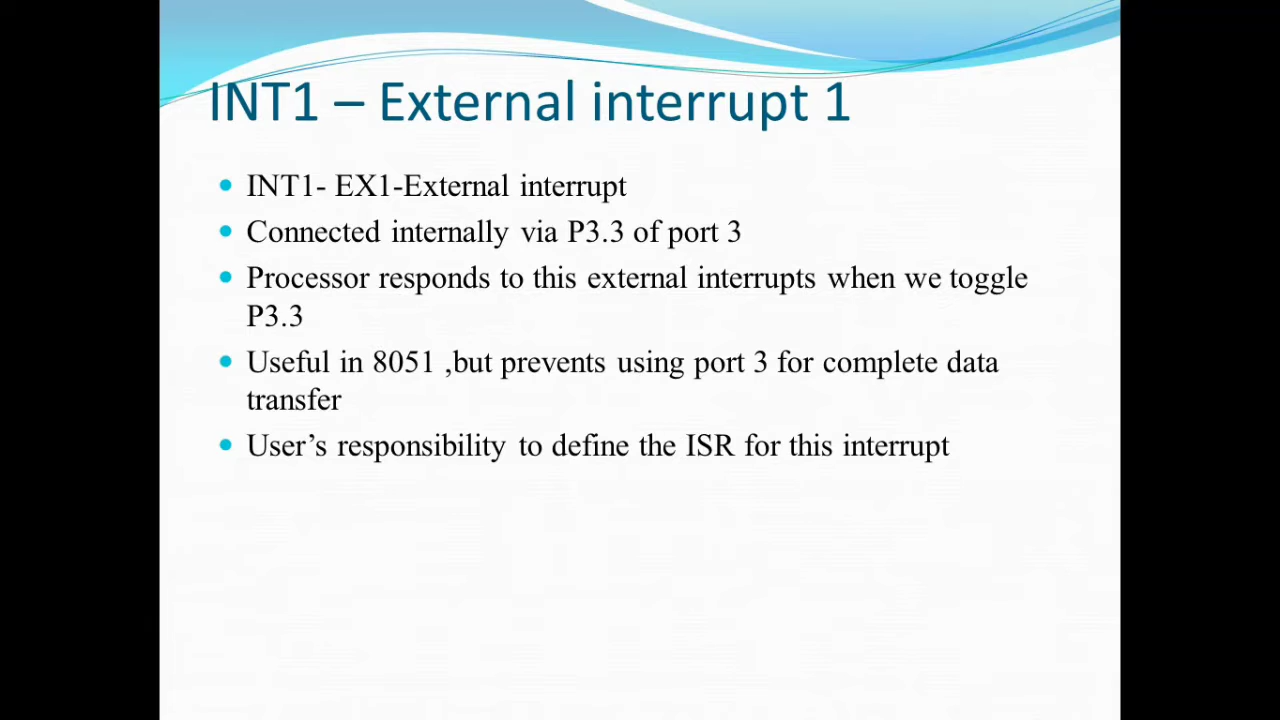 INT1 – External interrupt 1
• INT1- EX1-External interrupt
• Connected internally via P3.3 of port 3
• Processor responds to this external interrupts when we toggle
P3.3
• Useful in 8051 ,but prevents using port 3 for complete data
transfer
• User’s responsibility to define the ISR for this interrupt